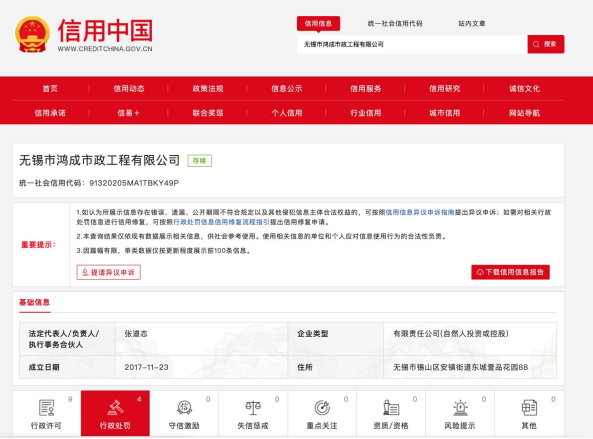 信用中国
WWW.CREDITCHINA.GOV.CN
信用信息 统一社会信用代码 站内文章
无锡市鸿成市政工程有限公司 搜索
首页 信用动态 政策法规 信息公示 信用服务 信用研究 诚信文化
信用承诺 信易+ 联合奖惩 个人信用 行业信用 城市信用 网站导航
无锡市鸿成市政工程有限公司 存续
统一社会信用代码：91320205MA1TBKY49P
重要提示：
1.如认为所展示信息存在错误、遗漏、公开期限不符合规定以及其他侵犯信息主体合法权益的，可按照信用信息异议申诉指南提出异议申诉；如需对相关行政
处罚信息进行信用修复，可按照行政处罚信息信用修复流程指引提出信用修复申请。
2.本查询结果仅依现有数据展示相关信息，供社会参考使用。使用相关信息的单位和个人应对信息使用行为的合法性负责。
3.因篇幅有限，单类数据仅按更新程度展示前100条信息。
提请异议申诉 下载信用信息报告
基础信息
法定代表人/负责人/
执行事务合伙人 张道志 企业类型 有限责任公司(自然人投资或控股)
成立日期 2017-11-23 住所 无锡市锡山区安镇街道东城壹品花园88
9 4 0 0 0 0 0 0
行政许可 行政处罚 守信激励 失信惩戒 重点关注 资质/资格 风险提示 其他